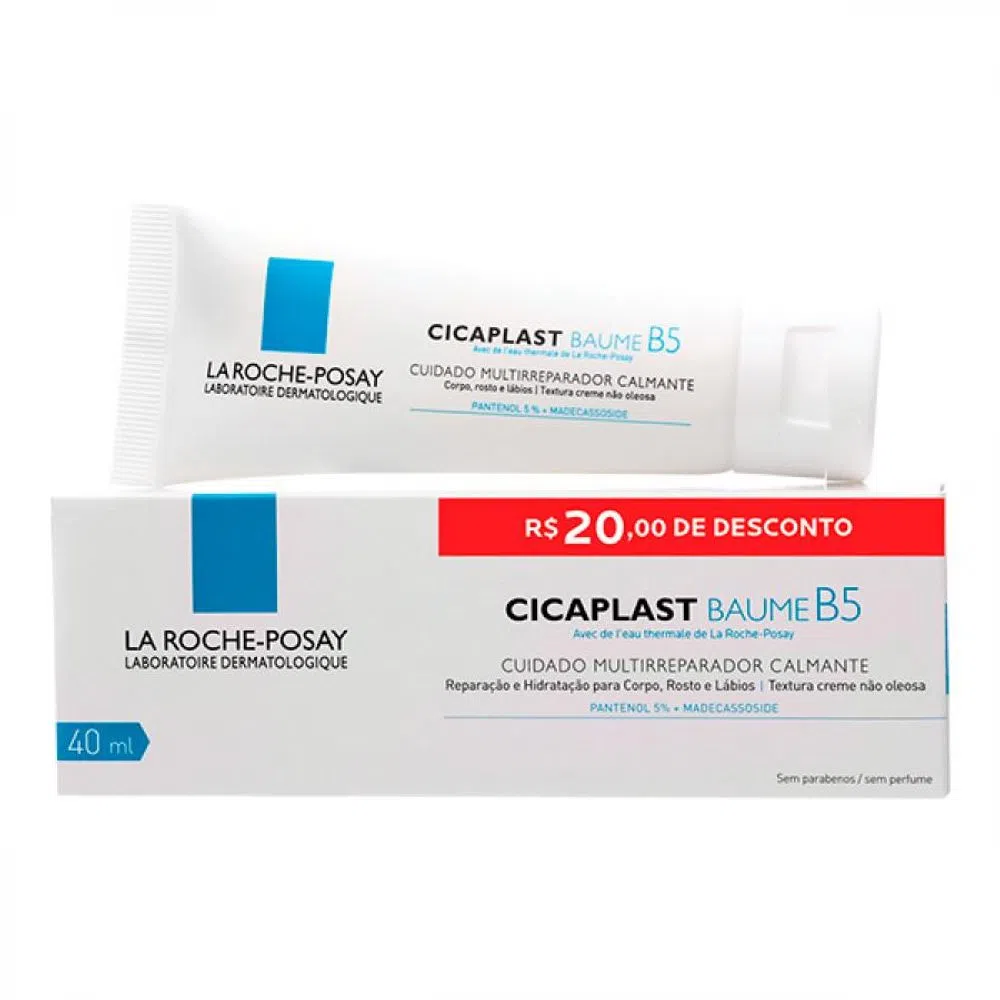 CICAPLAST BAUME B5
Avec de l'eau thermale de La Roche-Posay
LA ROCHE-POSAY
LABORATOIRE DERMATOLOGIQUE
CUIDADO MULTIRREPARADOR CALMANTE
Corpo, rosto e lábios | Textura creme não oleosa
PANTENOL 5 % + MADECASSOSIDE
R$ 20,00 DE DESCONTO
CICAPLAST BAUME B5
Avec de l'eau thermale de La Roche-Posay
LA ROCHE-POSAY
LABORATOIRE DERMATOLOGIQUE
CUIDADO MULTIRREPARADOR CALMANTE
Reparação e Hidratação para Corpo, Rosto e Lábios | Textura creme não oleosa
PANTENOL 5% + MADECASSOSIDE
40 ml
Sem parabenos / sem perfume